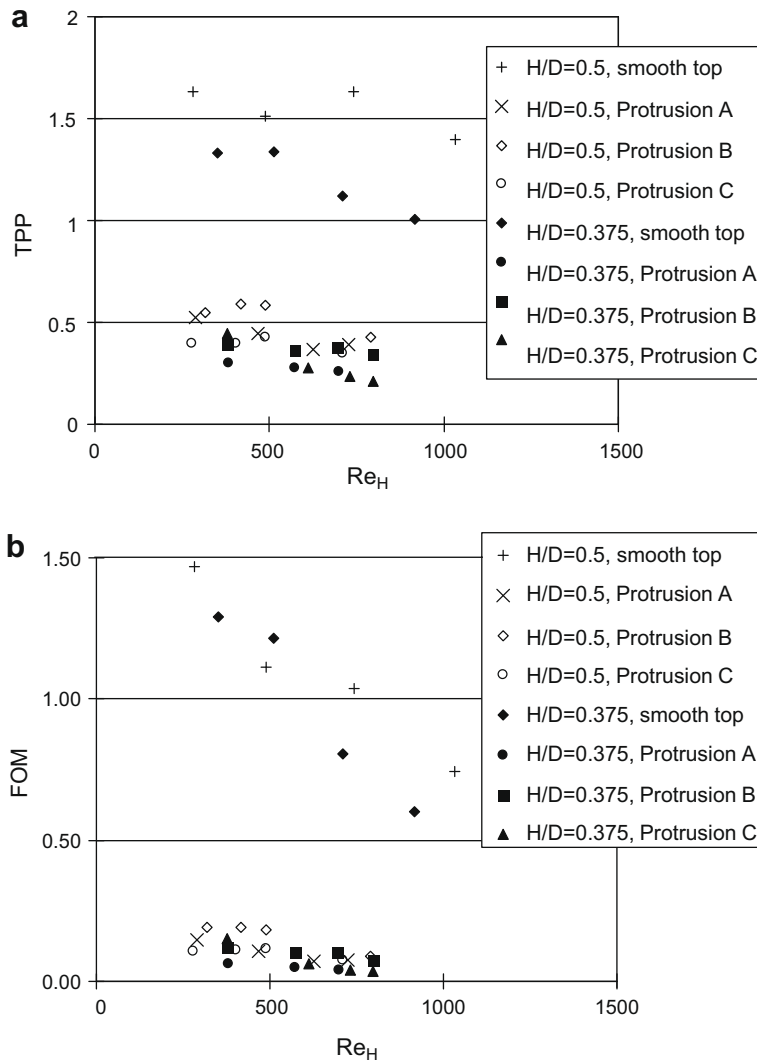 a
2
1.5
1
0.5
0
TPP
0
500
1000
1500
ReH
H/D=0.5, smooth top
H/D=0.5, Protrusion A
H/D=0.5, Protrusion B
H/D=0.5, Protrusion C
H/D=0.375, smooth top
H/D=0.375, Protrusion A
H/D=0.375, Protrusion B
H/D=0.375, Protrusion C
b
1.50
1.00
0.50
0.00
FOM
0
500
1000
1500
ReH
H/D=0.5, smooth top
H/D=0.5, Protrusion A
H/D=0.5, Protrusion B
H/D=0.5, Protrusion C
H/D=0.375, smooth top
H/D=0.375, Protrusion A
H/D=0.375, Protrusion B
H/D=0.375, Protrusion C